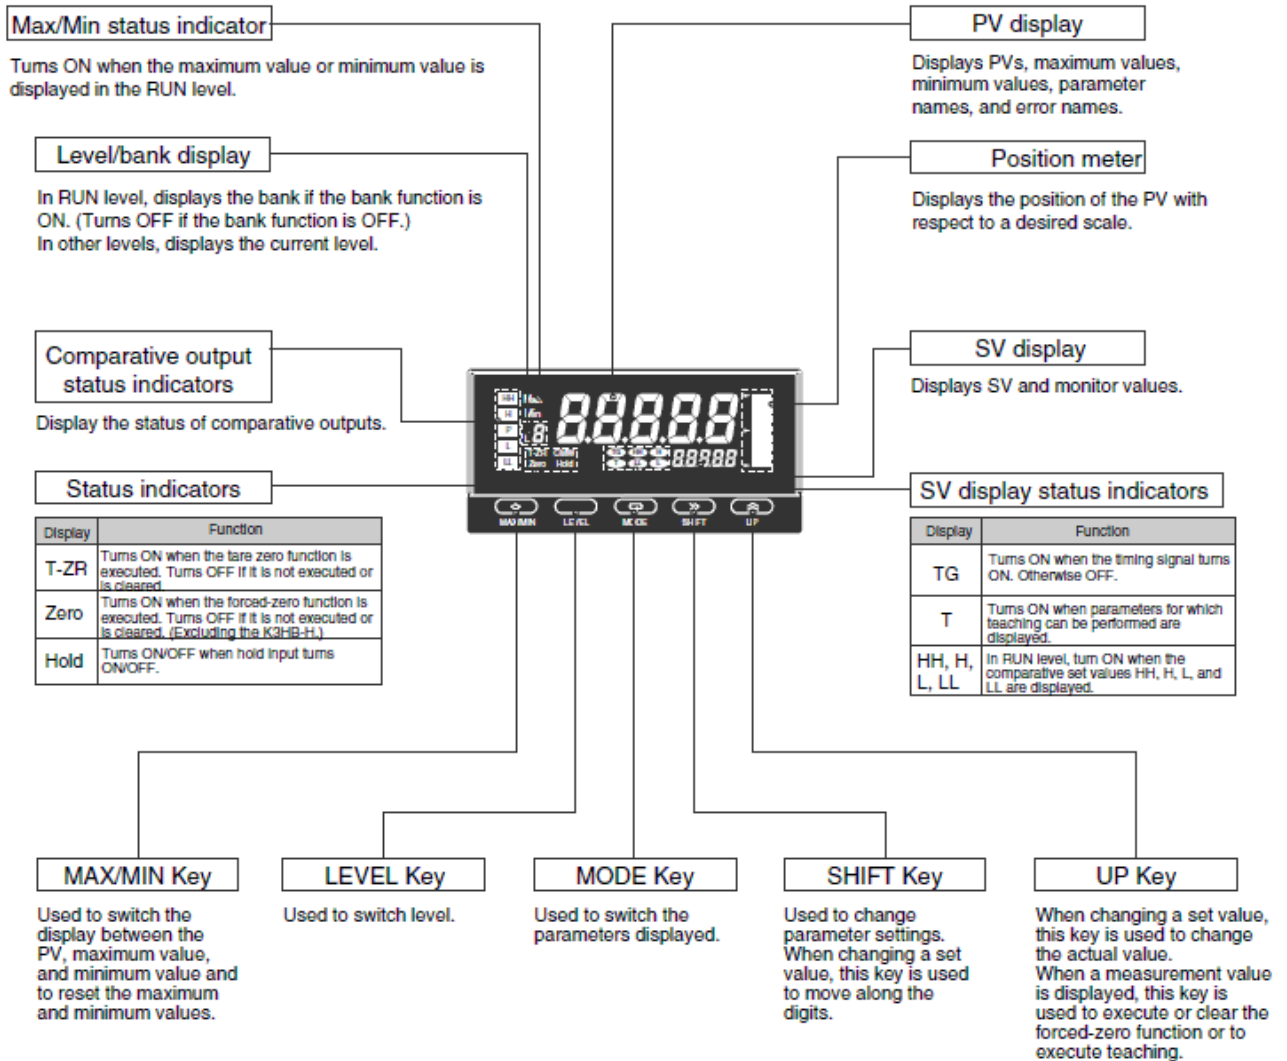 Max/Min status indicator
Turns ON when the maximum value or minimum value is
displayed in the RUN level.
Level/bank display
In RUN level, displays the bank if the bank function is
ON. (Turns OFF if the bank function is OFF.)
In other levels, displays the current level.
Comparative output
status indicators
Display the status of comparative outputs.
Status indicators
Display Function
T-ZR Turns ON when the tare zero function is
executed. Turns OFF if it is not executed or
is cleared.
Zero Turns ON when the forced-zero function is
executed. Turns OFF if it is not executed or
is cleared. (Excluding the K3HB-H.)
Hold Turns ON/OFF when hold input turns
ON/OFF.
PV display
Displays PVs, maximum values,
minimum values, parameter
names, and error names.
Position meter
Displays the position of the PV with
respect to a desired scale.
SV display
Displays SV and monitor values.
SV display status indicators
Display Function
TG Turns ON when the timing signal turns
ON. Otherwise OFF.
T Turns ON when parameters for which
teaching can be performed are
displayed.
HH, H, L, LL In RUN level, turn ON when the
comparative set values HH, H, L, and
LL are displayed.
HH
H
P
L
LL
Min
8
88888
T-ZR
Zero Hold
88888
MAX/MIN LEVEL MODE SHIFT UP
MAX/MIN Key
Used to switch the
display between the
PV, maximum value,
and minimum value and
to reset the maximum
and minimum values.
LEVEL Key
Used to switch level.
MODE Key
Used to switch the
parameters displayed.
SHIFT Key
Used to change
parameter settings.
When changing a set
value, this key is used
to move along the
digits.
UP Key
When changing a set value,
this key is used to change
the actual value.
When a measurement value
is displayed, this key is
used to execute or clear the
forced-zero function or to
execute teaching.